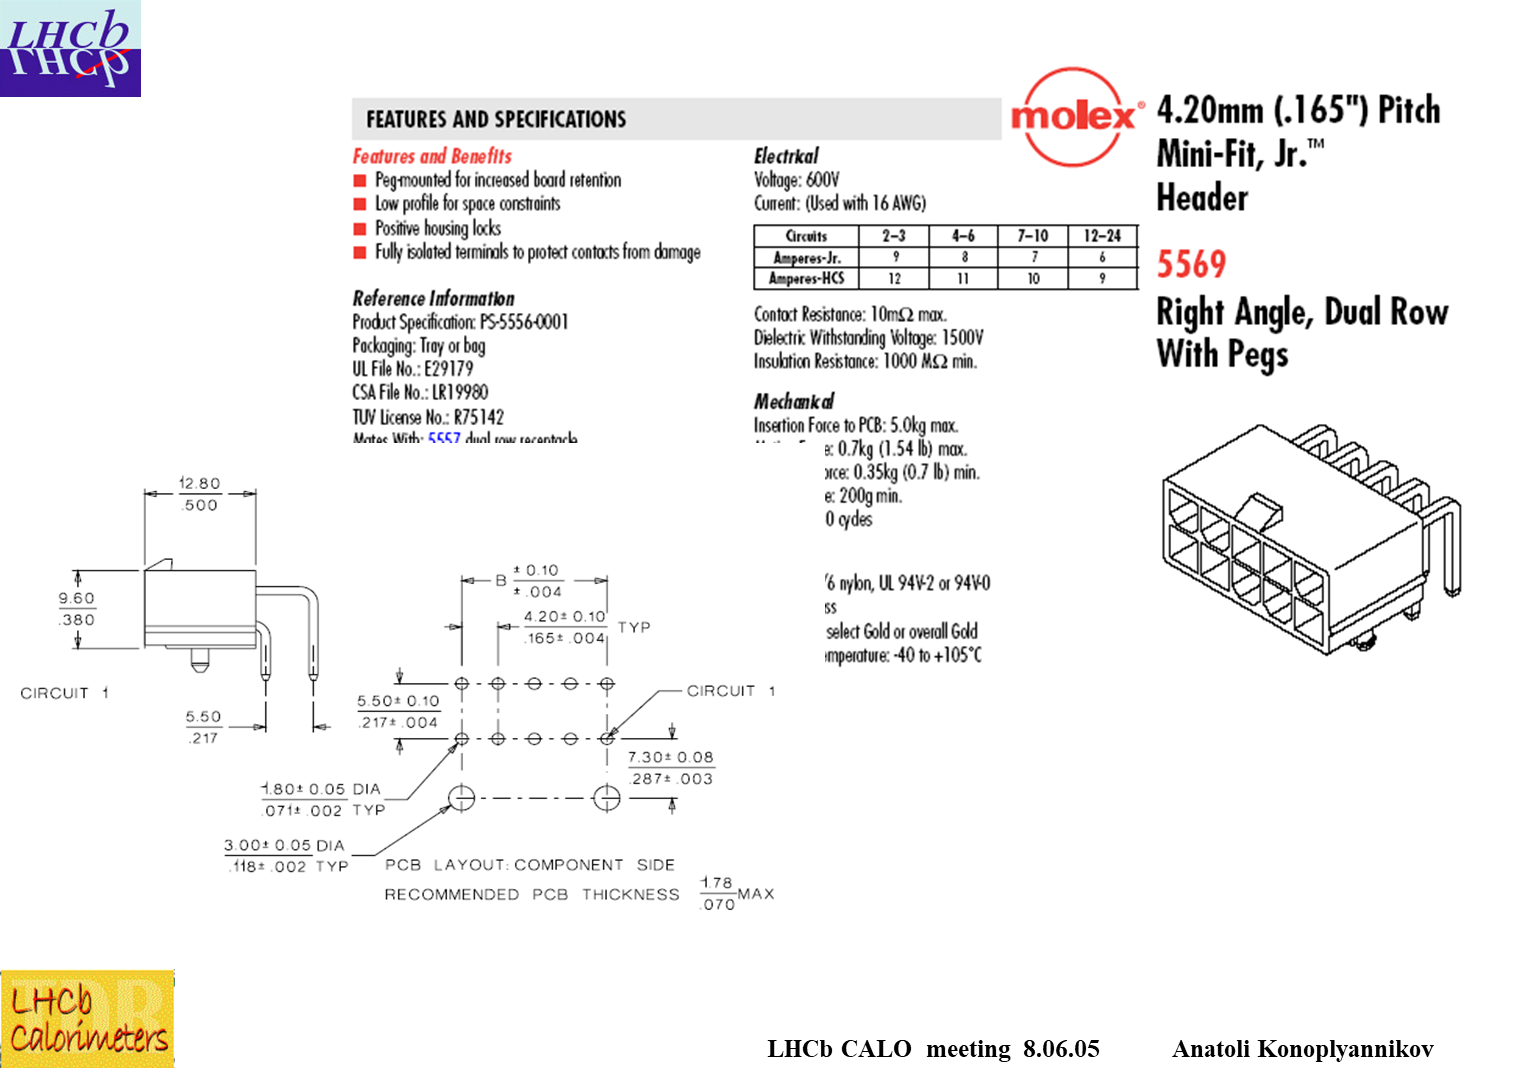 LHCb
LHCb
FEATURES AND SPECIFICATIONS
molex®
4.20mm (.165") Pitch
Mini-Fit, Jr.™
Header
5569
Right Angle, Dual Row
With Pegs
Features and Benefits
Peg-mounted for increased board retention
Low profile for space constraints
Positive housing locks
Fully isolated terminals to protect contacts from damage
Reference Information
Product Specification: PS-5556-0001
Packaging: Tray or bag
UL File No.: E29179
CSA File No.: LR19980
TUV License No.: R75142
Mates With: 5557 dual row receptacle
Electrical
Voltage: 600V
Current: (Used with 16 AWG)
Circuits 2–3 4–6 7–10 12–24
Amperes-Jr. 9 8 7 6
Amperes-HCS 12 11 10 9
Contact Resistance: 10mΩ max.
Dielectric Withstanding Voltage: 1500V
Insulation Resistance: 1000 MΩ min.
Mechanical
Insertion Force to PCB: 5.0kg max.
e: 0.7kg (1.54 lb) max.
orce: 0.35kg (0.7 lb) min.
e: 200g min.
0 cycles
/6 nylon, UL 94V-2 or 94V-0
ss
select Gold or overall Gold
mperature: -40 to +105°C
12.80
.500
9.60
.380
CIRCUIT 1
5.50
.217
B ± 0.10
± .004
4.20± 0.10
.165± .004
TYP
5.50± 0.10
.217± .004
CIRCUIT 1
7.30± 0.08
.287± .003
1.80± 0.05 DIA
.071± .002 TYP
3.00± 0.05 DIA
.118± .002 TYP
PCB LAYOUT: COMPONENT SIDE
RECOMMENDED PCB THICKNESS 1.78
.070 MAX
TDR
LHCb
Calorimeters
LHCb CALO meeting 8.06.05
Anatoli Konoplyannikov